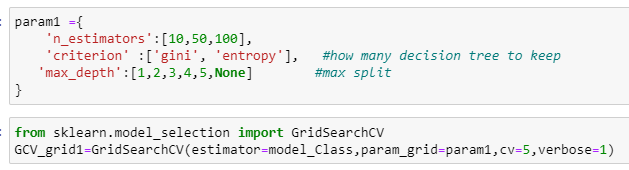 : param1 ={
'n_estimators':[10,50,100],
'criterion' :['gini', 'entropy'], #how many decision tree to keep
'max_depth':[1,2,3,4,5,None] #max split
}
: from sklearn.model_selection import GridSearchCV
GCV_grid1=GridSearchCV(estimator=model_Class,param_grid=param1,cv=5,verbose=1)